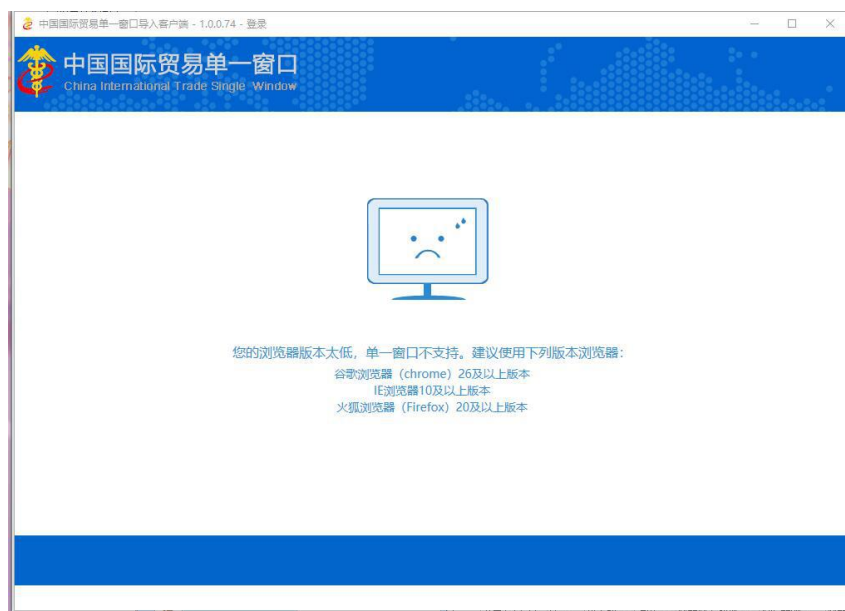 中国国际贸易单一窗口导入客户端 - 1.0.0.74 - 登录
中国国际贸易单一窗口
China International Trade Single Window
您的浏览器版本太低，单一窗口不支持。建议使用下列版本浏览器：
谷歌浏览器（chrome）26及以上版本
IE浏览器10及以上版本
火狐浏览器（Firefox）20及以上版本